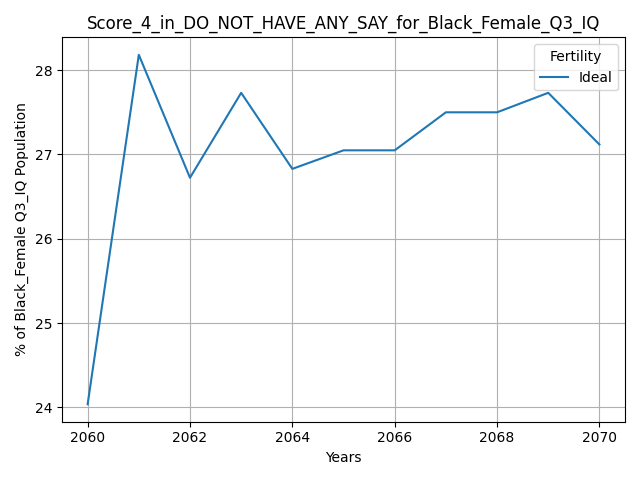 Score_4_in_DO_NOT_HAVE_ANY_SAY_for_Black_Female_Q3_IQ
Fertility
Ideal
% of Black_Female Q3_IQ Population
28
27
26
25
24
2060
2062
2064
2066
2068
2070
Years